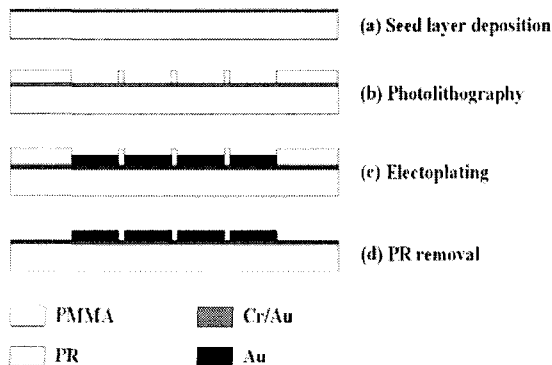 (a) Seed layer deposition
(b) Photolithography
(c) Electoplating
(d) PR removal
PMMA
Cr/Au
PR
Au